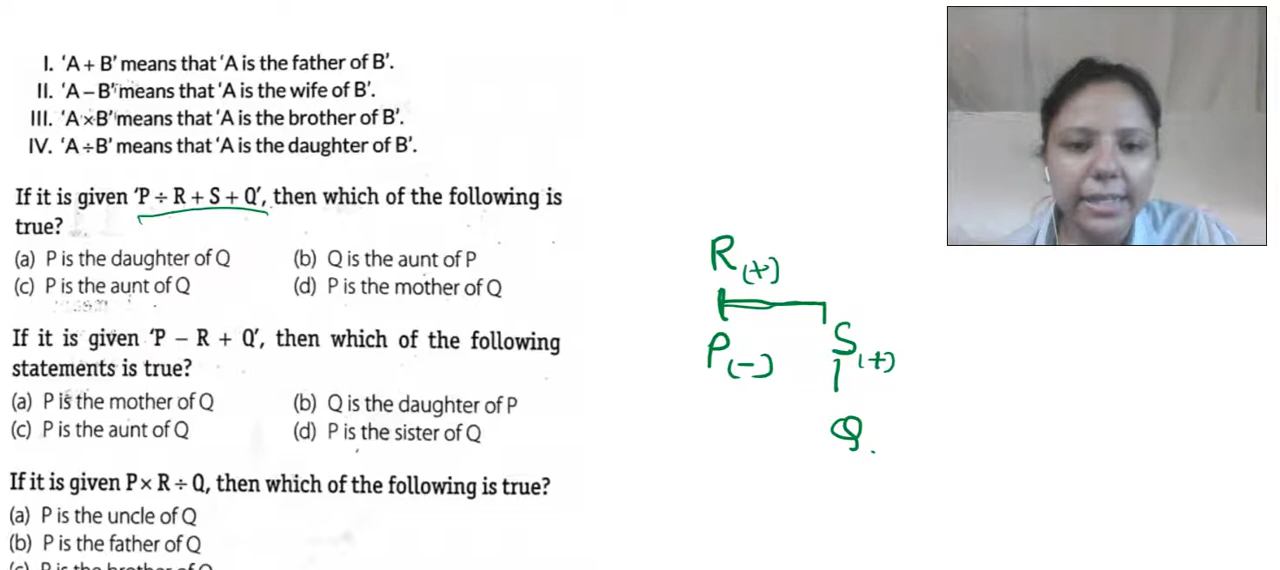 I. ‘A + B’ means that ‘A is the father of B’.
II. ‘A – B’ means that ‘A is the wife of B’.
III. ‘A × B’ means that ‘A is the brother of B’.
IV. ‘A ÷ B’ means that ‘A is the daughter of B’.
If it is given ‘P ÷ R + S + Q’, then which of the following is
true?
(a) P is the daughter of Q (b) Q is the aunt of P
(c) P is the aunt of Q (d) P is the mother of Q
If it is given ‘P – R + Q’, then which of the following
statements is true?
(a) P is the mother of Q (b) Q is the daughter of P
(c) P is the aunt of Q (d) P is the sister of Q
If it is given P × R ÷ Q, then which of the following is true?
(a) P is the uncle of Q
(b) P is the father of Q
(c) P is the brother of Q
R (+)
P (-) S (+)
Q.